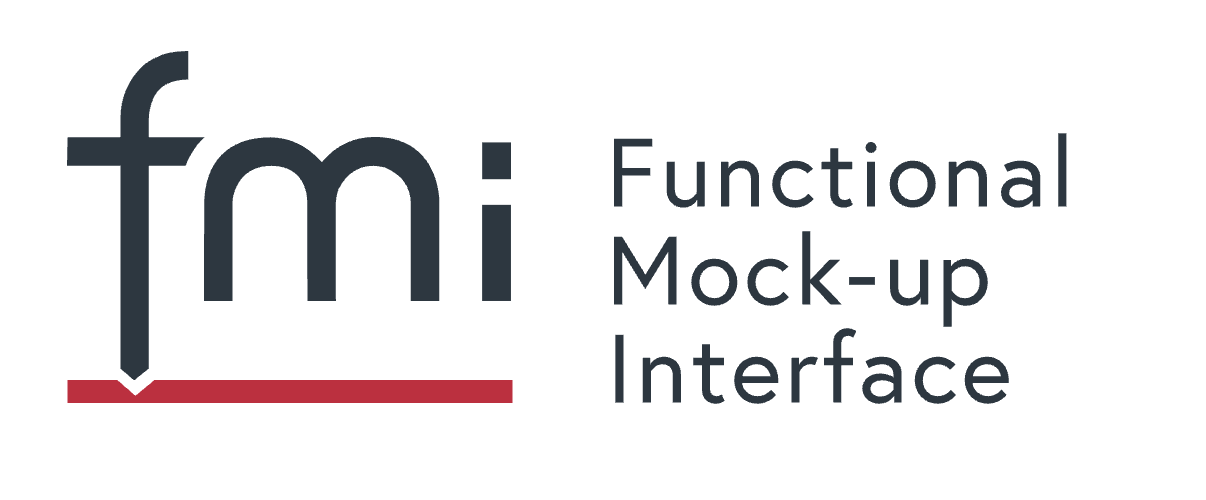 fmi
Functional
Mock-up
Interface